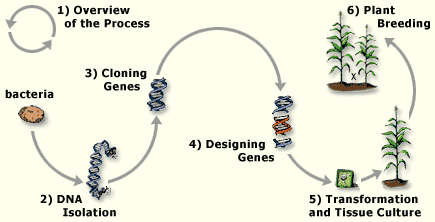 1) Overview
of the Process
6) Plant
Breeding
3) Cloning
Genes
bacteria
X
4) Designing
Genes
2) DNA
Isolation
5) Transformation
and Tissue Culture